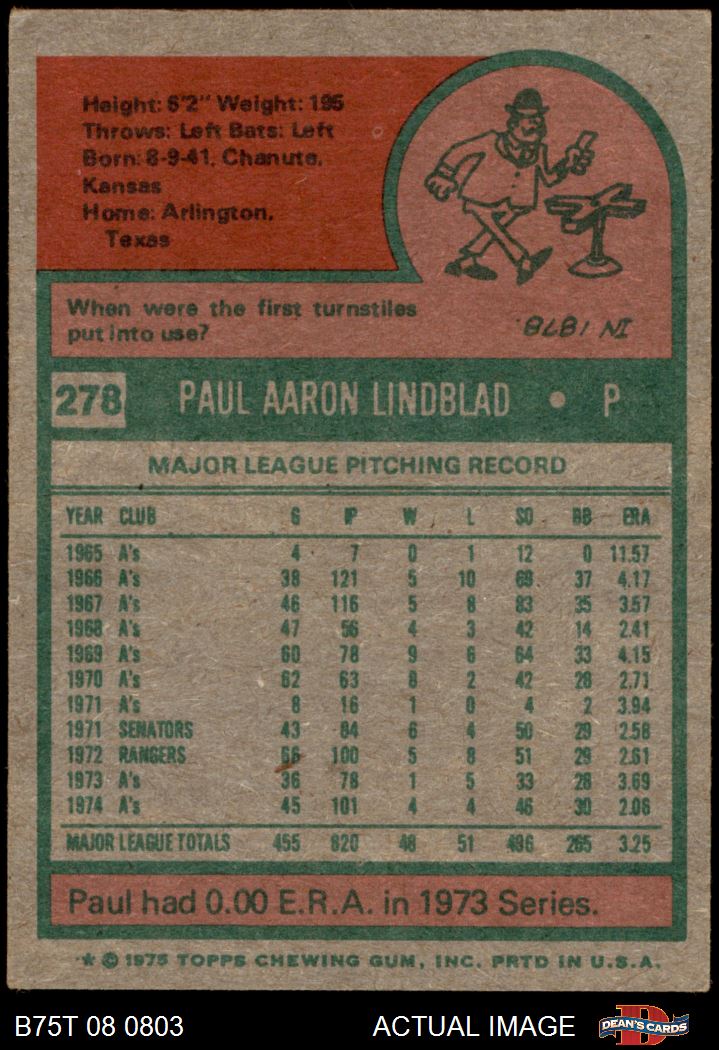 Height: 6'2" Weight: 195
Throws: Left Bats: Left
Born: 8-9-41, Chanute,
Kansas
Home: Arlington,
Texas
When were the first turnstiles
put into use?
IN 1878.
278 PAUL AARON LINDBLAD • P
MAJOR LEAGUE PITCHING RECORD
YEAR CLUB G IP W L SO BB ERA
1965 A's 4 7 0 1 12 0 11.57
1966 A's 38 121 5 10 69 37 4.17
1967 A's 46 116 5 8 83 35 3.57
1968 A's 47 56 4 3 42 14 2.41
1969 A's 60 78 9 6 64 33 4.15
1970 A's 62 63 8 2 42 28 2.71
1971 A's 8 16 1 0 4 2 3.94
1971 SENATORS 43 84 6 4 50 29 2.58
1972 RANGERS 66 100 5 8 51 29 2.61
1973 A's 36 78 1 5 33 28 3.69
1974 A's 45 101 4 4 46 30 2.06
MAJOR LEAGUE TOTALS 455 820 48 51 496 265 3.25
Paul had 0.00 E.R.A. in 1973 Series.
* © 1975 TOPPS CHEWING GUM, INC. PRTD IN U.S.A.
B75T 08 0803 ACTUAL IMAGE DEAN'S CARDS